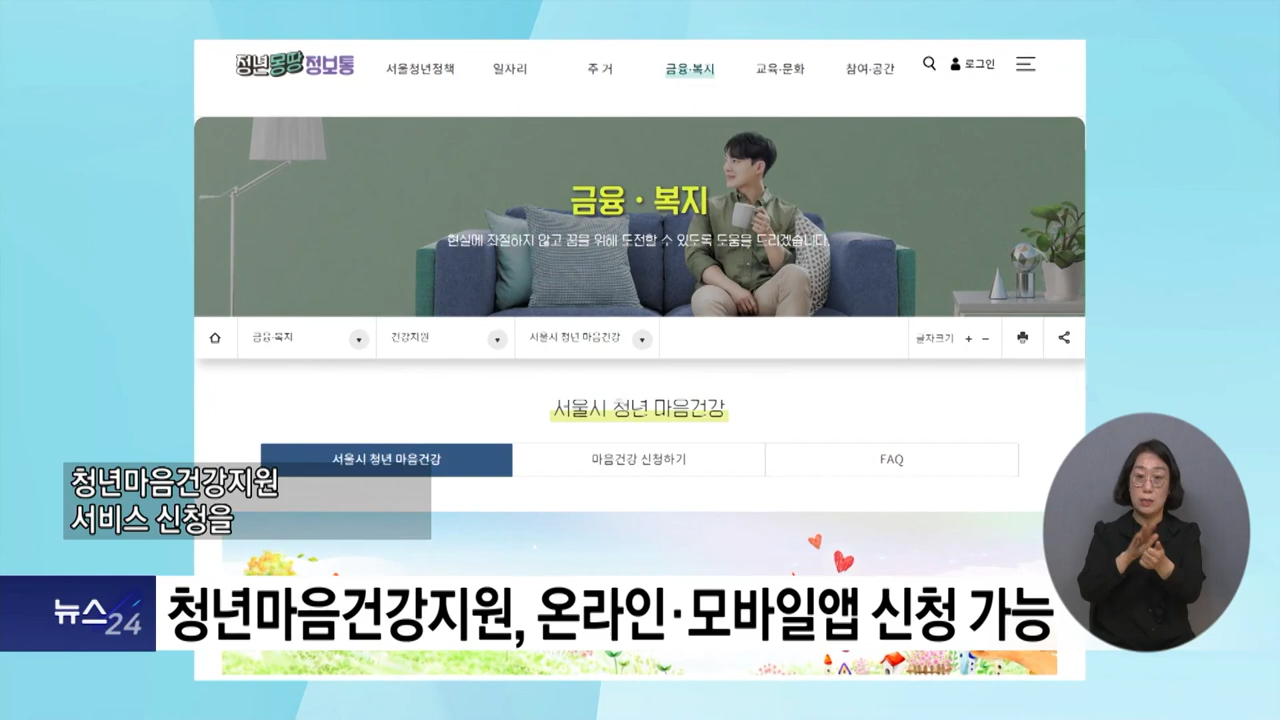 청년몽땅정보통
서울청년정책 일자리 주 거 금융·복지 교육·문화 참여·공간 로그인
금융·복지
현실에 좌절하지 않고 꿈을 위해 도전할 수 있도록 도움을 드리겠습니다.
금융·복지 건강지원 서울시 청년 마음건강 글자크기 + -
서울시 청년 마음건강
서울시 청년 마음건강 마음건강 신청하기 FAQ
청년마음건강지원
서비스 신청을
뉴스24
청년마음건강지원, 온라인·모바일앱 신청 가능